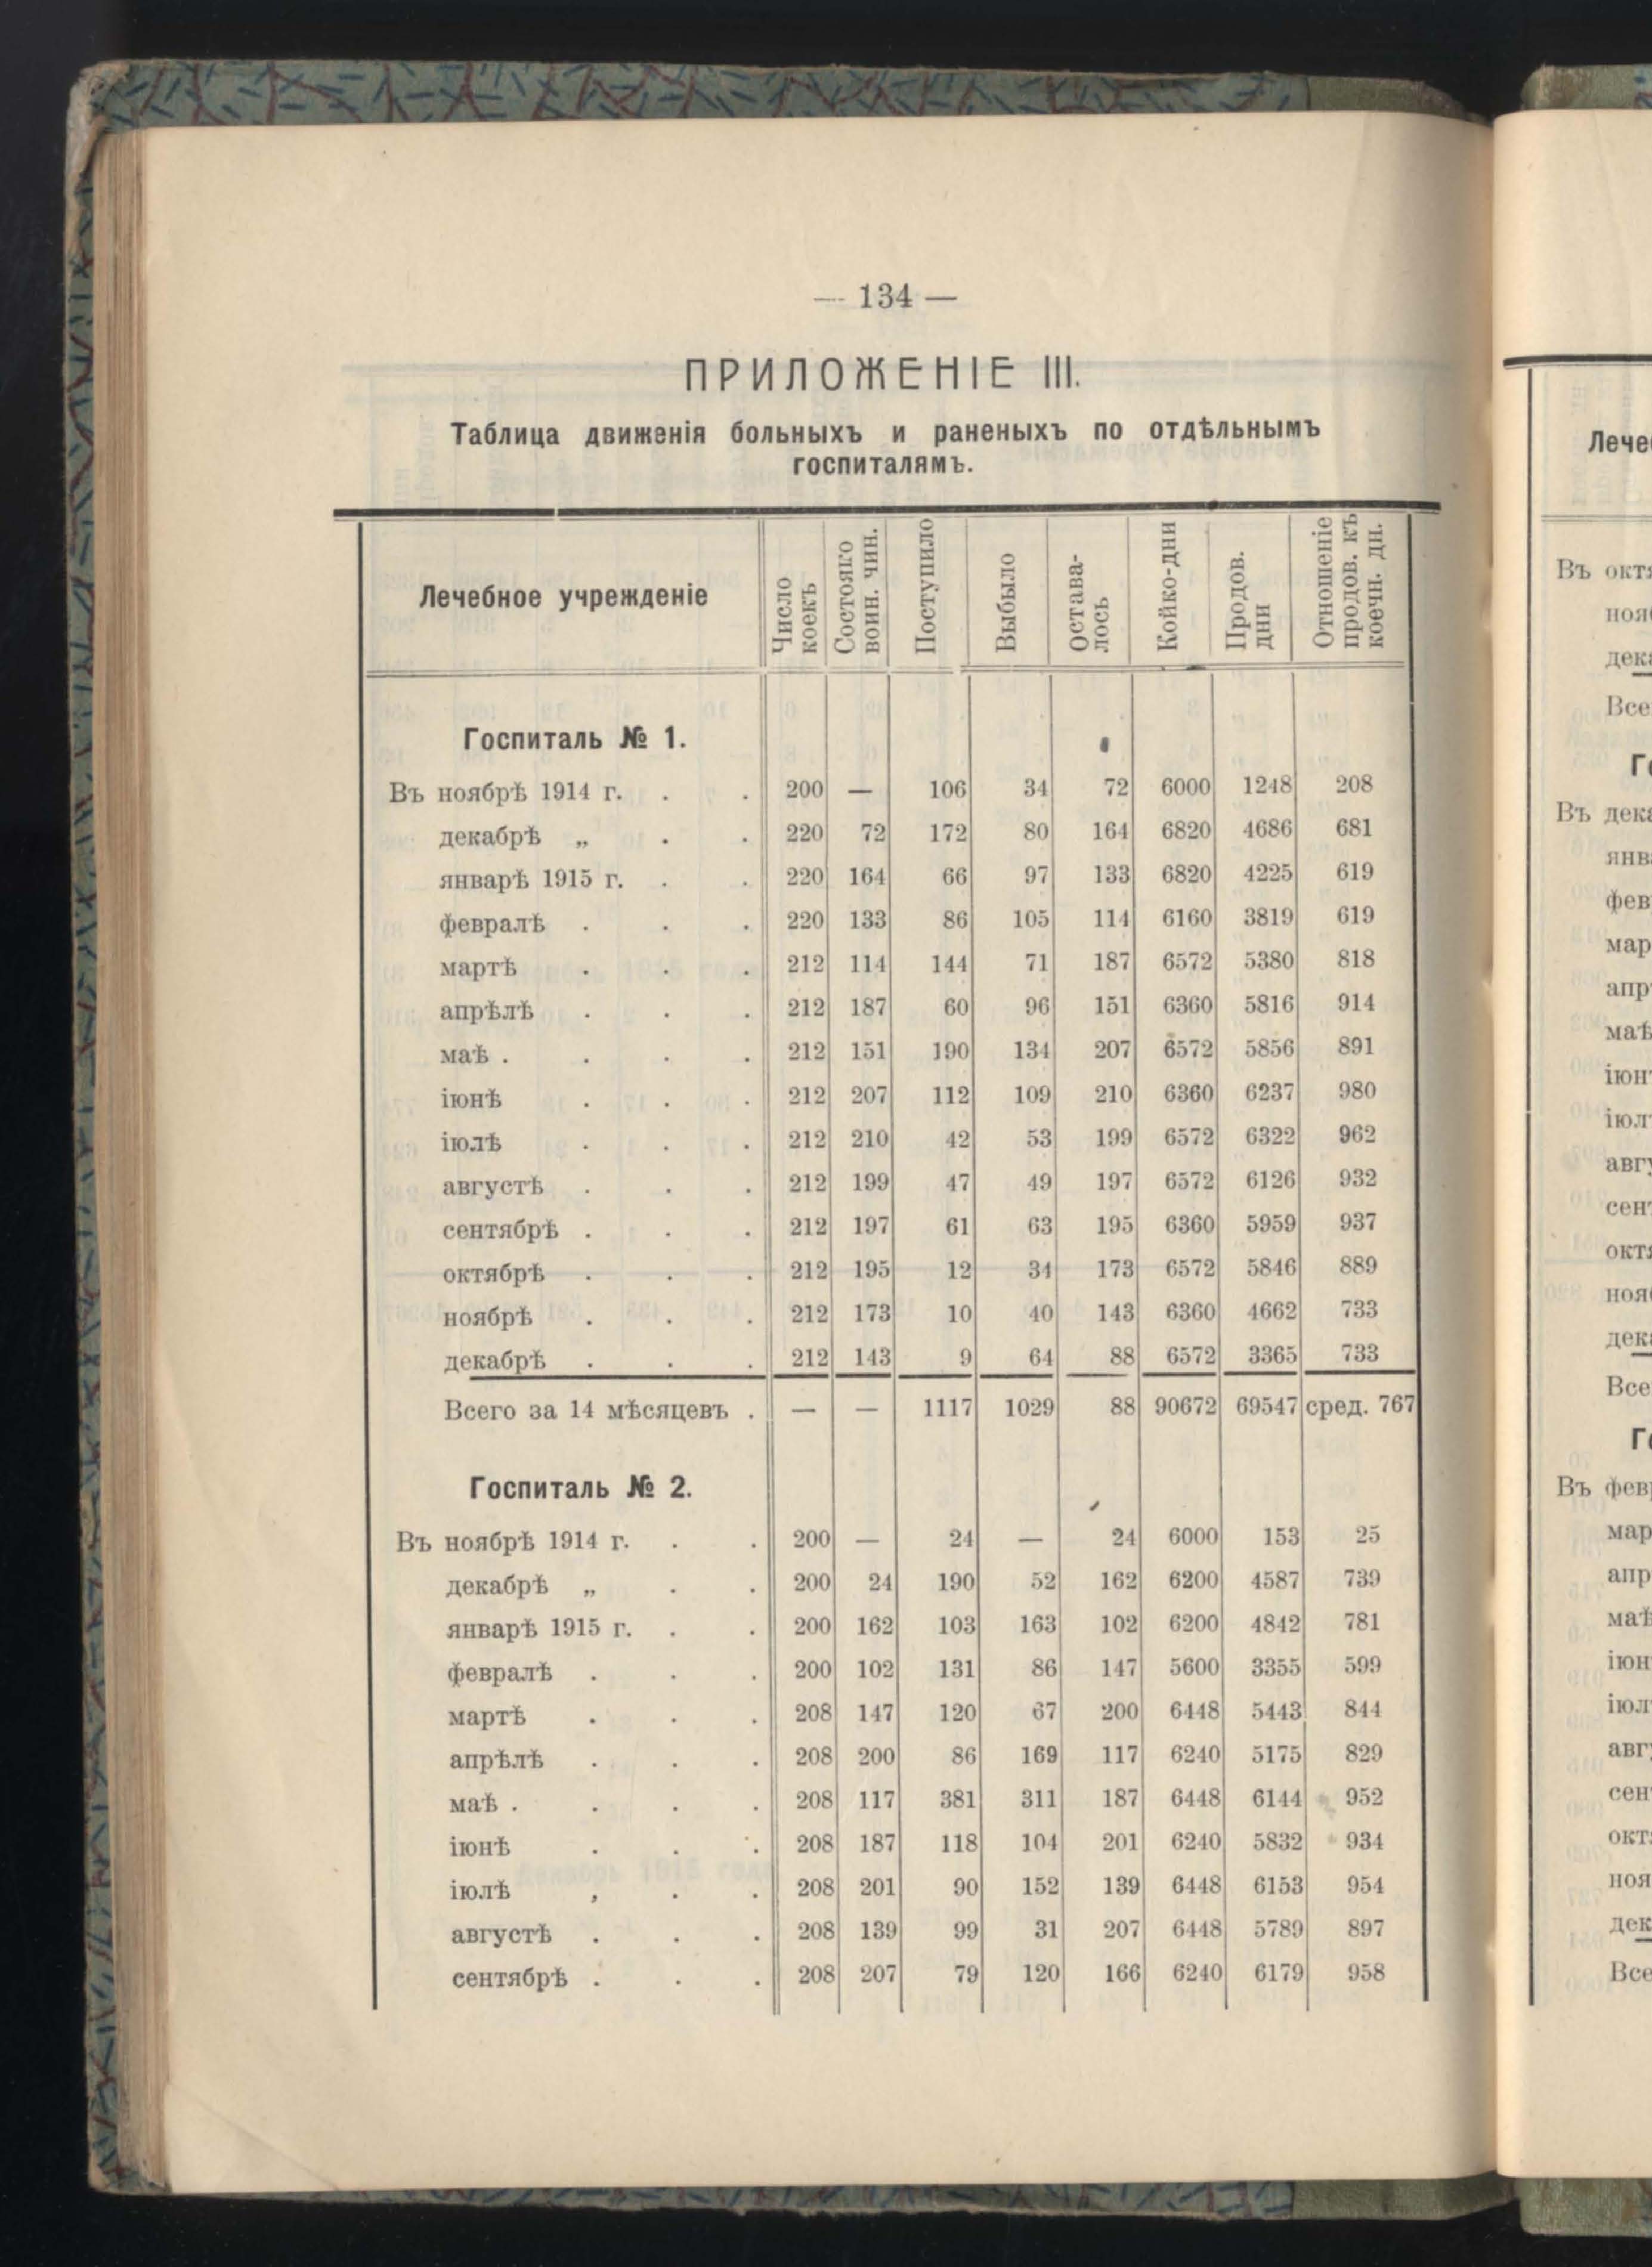 — 134 —
ПРИЛОЖЕНІЕ III.
Таблица движенія больныхъ и раненыхъ по отдѣльнымъ
госпиталямъ.
Лечебное учрежденіе Число коекъ Состояло воин. чин. Поступило Выбыло Остава-лось Койко-дни Продов. дни Отношеніе продов. къ коечн. дн.
Госпиталь № 1.
Въ ноябрѣ 1914 г. . . 200 — 106 34 72 6000 1248 208
декабрѣ „ . . 220 72 172 80 164 6820 4686 681
январѣ 1915 г. . . 220 164 66 97 133 6820 4225 619
февралѣ . . . 220 133 86 105 114 6160 3819 619
мартѣ . . . 212 114 144 71 187 6572 5380 818
апрѣлѣ . . . 212 187 60 96 151 6360 5816 914
маѣ . . . . 212 151 190 134 207 6572 5856 891
іюнѣ . . . 212 207 112 109 210 6360 6237 980
іюлѣ . . . 212 210 42 53 199 6572 6322 962
августѣ . . . 212 199 47 49 197 6572 6126 932
сентябрѣ . . . 212 197 61 63 195 6360 5959 937
октябрѣ . . . 212 195 12 34 173 6572 5846 889
ноябрѣ . . . 212 173 10 40 143 6360 4662 733
декабрѣ . . . 212 143 9 64 88 6572 3365 733
Всего за 14 мѣсяцевъ . — — 1117 1029 88 90672 69547 сред. 767
Госпиталь № 2.
Въ ноябрѣ 1914 г. . . 200 — 24 — 24 6000 153 25
декабрѣ „ . . 200 24 190 52 162 6200 4587 739
январѣ 1915 г. . . 200 162 103 163 102 6200 4842 781
февралѣ . . . 200 102 131 86 147 5600 3355 599
мартѣ . . . 208 147 120 67 200 6448 5443 844
апрѣлѣ . . . 208 200 86 169 117 6240 5175 829
маѣ . . . . 208 117 381 311 187 6448 6144 952
іюнѣ . . . 208 187 118 104 201 6240 5832 934
іюлѣ , . . 208 201 90 152 139 6448 6153 954
августѣ . . . 208 139 99 31 207 6448 5789 897
сентябрѣ . . . 208 207 79 120 166 6240 6179 958